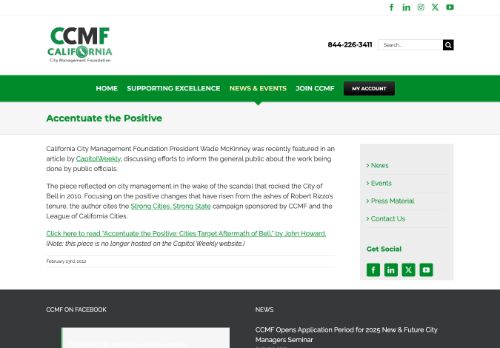 CCMF
CALIFORNIA
City Management Foundation
844-226-3411
Search...
HOME SUPPORTING EXCELLENCE NEWS & EVENTS JOIN CCMF MY ACCOUNT
Accentuate the Positive
California City Management Foundation President Wade McKinney was recently featured in an
article by CapitolWeekly, discussing efforts to inform the general public about the work being
done by public officials.
The piece reflected on city management in the wake of the scandal that rocked the City of
Bell in 2010. Focusing on the positive changes that have risen from the ashes of Robert Rizzo's
tenure, the author cites the Strong Cities, Strong State campaign sponsored by CCMF and the
League of California Cities.
Click here to read "Accentuate the Positive: Cities Target Aftermath of Bell," by John Howard.
(Note: this piece is no longer hosted on the Capitol Weekly website.)
February 23rd, 2012
News
Events
Press Material
Contact Us
Get Social
CCMF ON FACEBOOK
NEWS
CCMF Opens Application Period for 2025 New & Future City
Managers Seminar